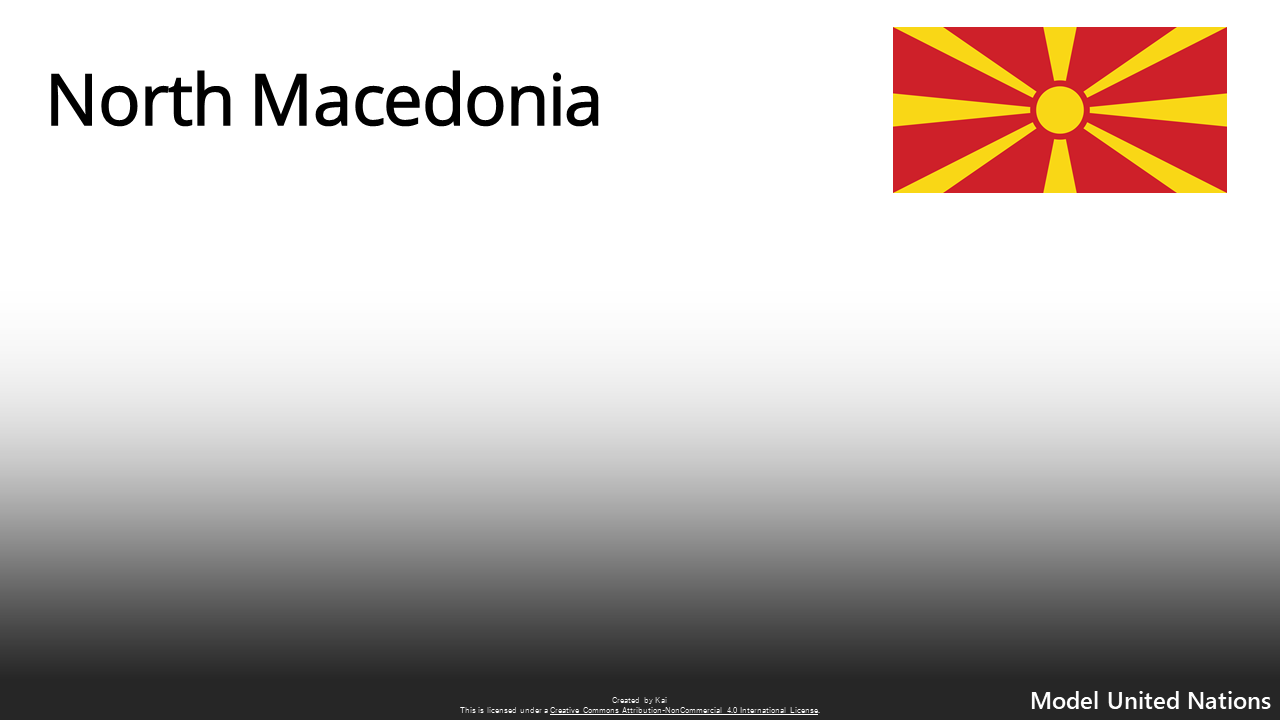 North Macedonia
Created by Kai
This is licensed under a Creative Commons Attribution-NonCommercial 4.0 International License.
Model United Nations